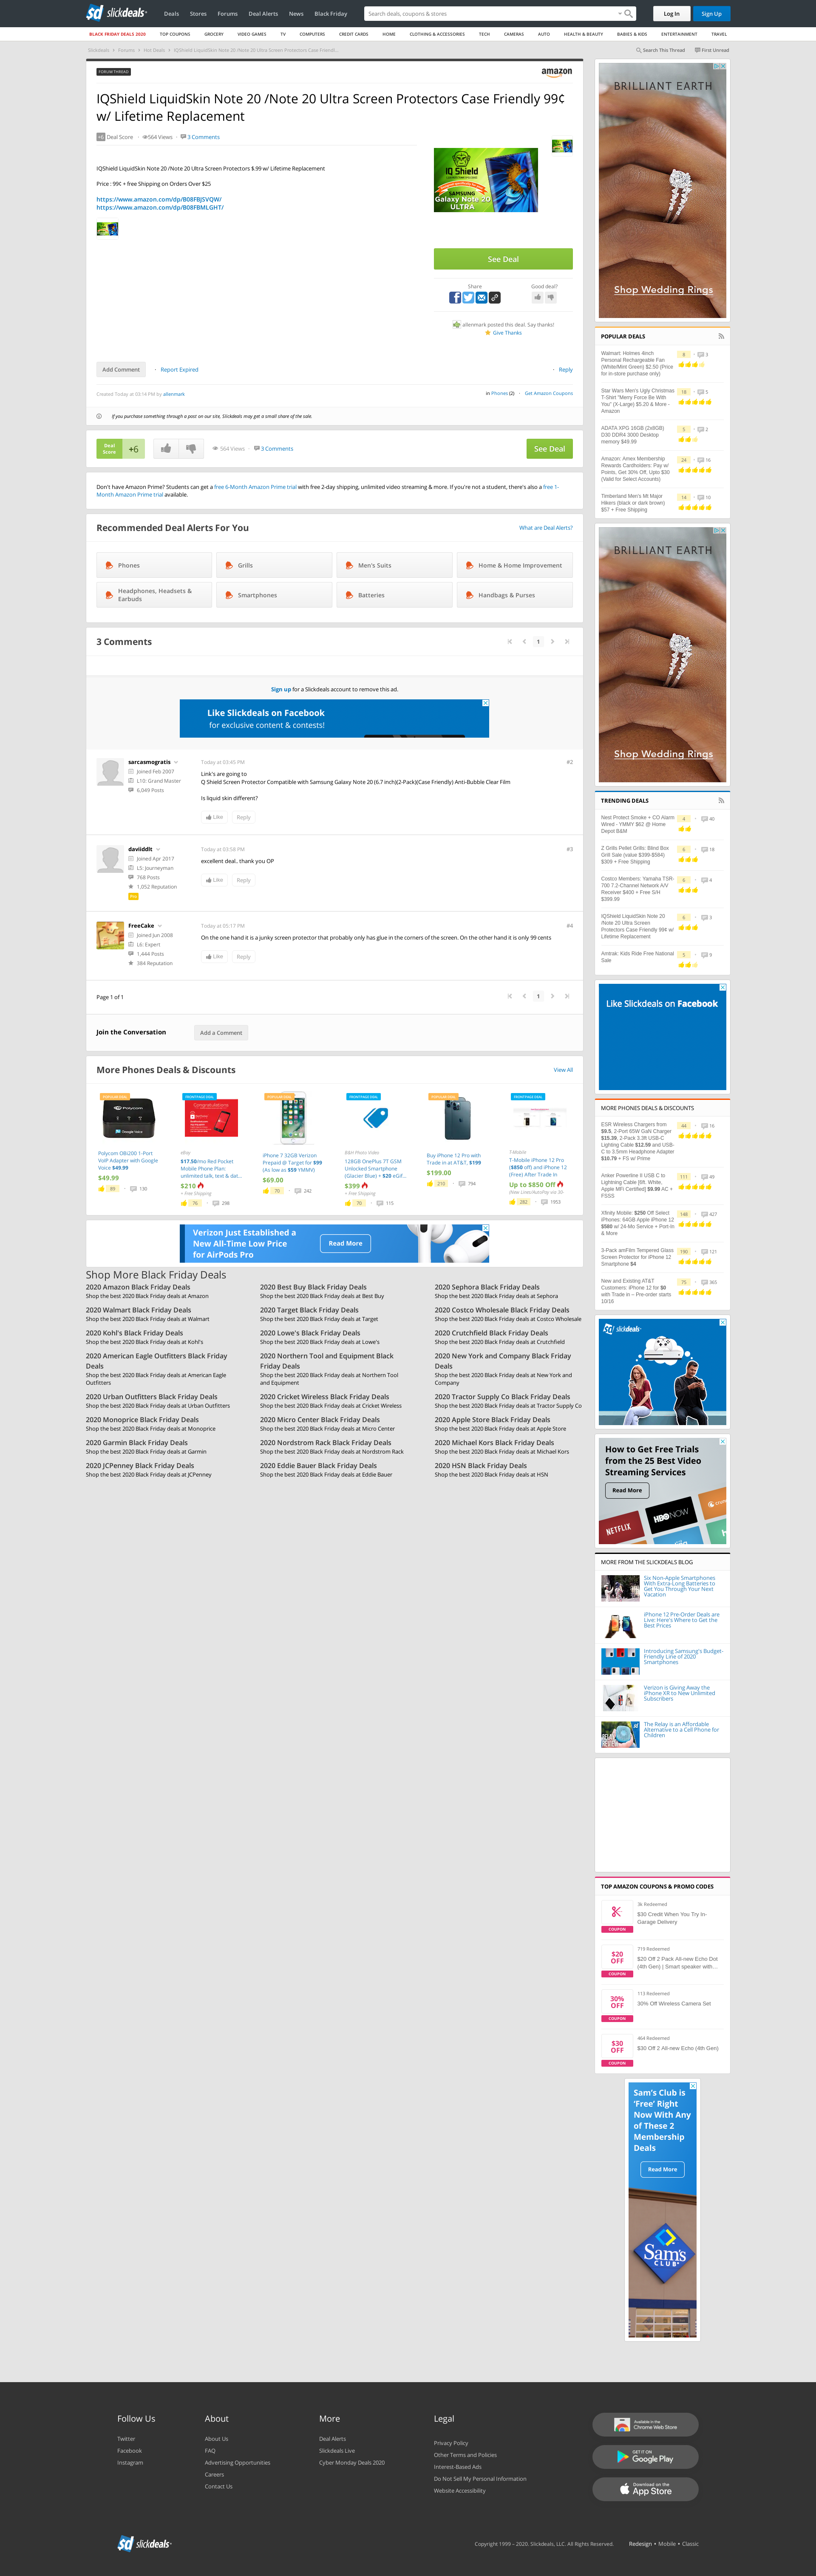 slickdeals
Deals
Stores
Forums
Deal Alerts
News
Black Friday
Search deals, coupons & stores
Log In
Sign Up
BLACK FRIDAY DEALS 2020
TOP COUPONS
GROCERY
VIDEO GAMES
TV
COMPUTERS
CREDIT CARDS
HOME
CLOTHING & ACCESSORIES
TECH
CAMERAS
AUTO
HEALTH & BEAUTY
BABIES & KIDS
ENTERTAINMENT
TRAVEL
Slickdeals
Forums
Hot Deals
IQShield LiquidSkin Note 20 /Note 20 Ultra Screen Protectors Case Friendl...
Search This Thread
First Unread
FORUM THREAD
amazon
IQShield LiquidSkin Note 20 /Note 20 Ultra Screen Protectors Case Friendly 99¢
w/ Lifetime Replacement
+6 Deal Score
564 Views
3 Comments
IQShield LiquidSkin Note 20 /Note 20 Ultra Screen Protectors $.99 w/ Lifetime Replacement
Price : 99¢ + free Shipping on Orders Over $25
https://www.amazon.com/dp/B08FBJSVQW/
https://www.amazon.com/dp/B08FBMLGHT/
IQ Shield
Galaxy Note 20
ULTRA
See Deal
Share
Good deal?
allenmark posted this deal. Say thanks!
Give Thanks
Add Comment
Report Expired
Reply
Created Today at 03:14 PM by allenmark
in Phones (2)
Get Amazon Coupons
If you purchase something through a post on our site, Slickdeals may get a small share of the sale.
Deal
Score
+6
564 Views
3 Comments
See Deal
Don't have Amazon Prime? Students can get a free 6-Month Amazon Prime trial with free 2-day shipping, unlimited video streaming & more. If you're not a student, there's also a free 1-
Month Amazon Prime trial available.
Recommended Deal Alerts For You
What are Deal Alerts?
Phones
Grills
Men's Suits
Home & Home Improvement
Headphones, Headsets &
Earbuds
Smartphones
Batteries
Handbags & Purses
3 Comments
1
Sign up for a Slickdeals account to remove this ad.
Like Slickdeals on Facebook
for exclusive content & contests!
sarcasmogratis
Joined Feb 2007
L10: Grand Master
6,049 Posts
Today at 03:45 PM
#2
Link's are going to
Q Shield Screen Protector Compatible with Samsung Galaxy Note 20 (6.7 inch)(2-Pack)(Case Friendly) Anti-Bubble Clear Film
Is liquid skin different?
Like
Reply
daviiddlt
Joined Apr 2017
L5: Journeyman
768 Posts
1,052 Reputation
Pro
Today at 03:58 PM
#3
excellent deal.. thank you OP
Like
Reply
FreeCake
Joined Jun 2008
L6: Expert
1,444 Posts
384 Reputation
Today at 05:17 PM
#4
On the one hand it is a junky screen protector that probably only has glue in the corners of the screen. On the other hand it is only 99 cents
Like
Reply
Page 1 of 1
1
Join the Conversation
Add a Comment
More Phones Deals & Discounts
View All
POPULAR DEAL
Polycom OBi200 1-Port
VoIP Adapter with Google
Voice $49.99
$49.99
89
130
FRONTPAGE DEAL
eBay
$17.50/mo Red Pocket
Mobile Phone Plan:
unlimited talk, text & dat...
$210
+ Free Shipping
76
298
POPULAR DEAL
iPhone 7 32GB Verizon
Prepaid @ Target for $99
(As low as $59 YMMV)
$69.00
70
242
FRONTPAGE DEAL
B&H Photo Video
128GB OnePlus 7T GSM
Unlocked Smartphone
(Glacier Blue) + $20 eGif...
$399
+ Free Shipping
70
115
POPULAR DEAL
Buy iPhone 12 Pro with
Trade in at AT&T. $199
$199.00
210
794
FRONTPAGE DEAL
T-Mobile
T-Mobile iPhone 12 Pro
($850 off) and iPhone 12
(Free) After Trade in
Up to $850 Off
282
1953
Verizon Just Established a
New All-Time Low Price
for AirPods Pro
Read More
Shop More Black Friday Deals
2020 Amazon Black Friday Deals
Shop the best 2020 Black Friday deals at Amazon
2020 Best Buy Black Friday Deals
Shop the best 2020 Black Friday deals at Best Buy
2020 Sephora Black Friday Deals
Shop the best 2020 Black Friday deals at Sephora
2020 Walmart Black Friday Deals
Shop the best 2020 Black Friday deals at Walmart
2020 Target Black Friday Deals
Shop the best 2020 Black Friday deals at Target
2020 Costco Wholesale Black Friday Deals
Shop the best 2020 Black Friday deals at Costco Wholesale
2020 Kohl's Black Friday Deals
Shop the best 2020 Black Friday deals at Kohl's
2020 Lowe's Black Friday Deals
Shop the best 2020 Black Friday deals at Lowe's
2020 Crutchfield Black Friday Deals
Shop the best 2020 Black Friday deals at Crutchfield
2020 American Eagle Outfitters Black Friday
Deals
Shop the best 2020 Black Friday deals at American Eagle
Outfitters
2020 Northern Tool and Equipment Black
Friday Deals
Shop the best 2020 Black Friday deals at Northern Tool
and Equipment
2020 New York and Company Black Friday
Deals
Shop the best 2020 Black Friday deals at New York and
Company
2020 Urban Outfitters Black Friday Deals
Shop the best 2020 Black Friday deals at Urban Outfitters
2020 Cricket Wireless Black Friday Deals
Shop the best 2020 Black Friday deals at Cricket Wireless
2020 Tractor Supply Co Black Friday Deals
Shop the best 2020 Black Friday deals at Tractor Supply Co
2020 Monoprice Black Friday Deals
Shop the best 2020 Black Friday deals at Monoprice
2020 Micro Center Black Friday Deals
Shop the best 2020 Black Friday deals at Micro Center
2020 Apple Store Black Friday Deals
Shop the best 2020 Black Friday deals at Apple Store
2020 Garmin Black Friday Deals
Shop the best 2020 Black Friday deals at Garmin
2020 Nordstrom Rack Black Friday Deals
Shop the best 2020 Black Friday deals at Nordstrom Rack
2020 Michael Kors Black Friday Deals
Shop the best 2020 Black Friday deals at Michael Kors
2020 JCPenney Black Friday Deals
Shop the best 2020 Black Friday deals at JCPenney
2020 Eddie Bauer Black Friday Deals
Shop the best 2020 Black Friday deals at Eddie Bauer
2020 HSN Black Friday Deals
Shop the best 2020 Black Friday deals at HSN
BRILLIANT EARTH
Shop Wedding Rings
POPULAR DEALS
Walmart: Holmes 4inch
Personal Rechargeable Fan
(White/Mint Green) $2.50 (Price
for in-store purchase only)
9
3
Star Wars Men's Ugly Christmas
T-Shirt "Merry Force Be With
You" (X-Large) $5.20 & More -
Amazon
18
5
ADATA XPG 16GB (2x8GB)
D30 DDR4 3000 Desktop
memory $49.99
5
2
Amazon: Amex Membership
Rewards Cardholders: Pay w/
Points, Get 30% Off, Upto $30
(Valid for Select Accounts)
24
16
Timberland Men's Mt Major
Hikers (black or dark brown)
$57 + Free Shipping
14
10
BRILLIANT EARTH
Shop Wedding Rings
TRENDING DEALS
Nest Protect Smoke + CO Alarm
Wired - YMMY $62 @ Home
Depot B&M
4
40
Z Grills Pellet Grills: Blind Box
Grill Sale (value $399-$564)
$309 + Free Shipping
6
18
Costco Members: Yamaha TSR-
700 7.2-Channel Network A/V
Receiver $400 + Free S/H
$399.99
6
4
IQShield LiquidSkin Note 20
/Note 20 Ultra Screen
Protectors Case Friendly 99¢ w/
Lifetime Replacement
6
3
Amtrak: Kids Ride Free National
Sale
5
9
Like Slickdeals on Facebook
MORE PHONES DEALS & DISCOUNTS
ESR Wireless Chargers from
$9.5, 2-Port 65W GaN Charger
$15.39, 2-Pack 3.3ft USB-C
Lighting Cable $12.59 and USB-
C to 3.5mm Headphone Adapter
$10.79 + FS w/ Prime
44
16
Anker Powerline II USB C to
Lightning Cable [6ft, White,
Apple MFi Certified] $9.99 AC +
FSSS
111
49
Xfinity Mobile: $250 Off Select
iPhones: 64GB Apple iPhone 12
$580 w/ 24-Mo Service + Port-In
& More
148
427
3-Pack amFilm Tempered Glass
Screen Protector for iPhone 12
Smartphone $4
190
121
New and Existing AT&T
Customers: iPhone 12 for $0
with Trade in – Pre-order starts
10/16
75
365
slickdeals
How to Get Free Trials
from the 25 Best Video
Streaming Services
Read More
NETFLIX
HBONOW
MORE FROM THE SLICKDEALS BLOG
Six Non-Apple Smartphones
With Extra-Long Batteries to
Get You Through Your Next
Vacation
iPhone 12 Pre-Order Deals are
Live: Here's Where to Get the
Best Prices
Introducing Samsung's Budget-
Friendly Line of 2020
Smartphones
Verizon is Giving Away the
iPhone XR to New Unlimited
Subscribers
The Relay is an Affordable
Alternative to a Cell Phone for
Children
TOP AMAZON COUPONS & PROMO CODES
3k Redeemed
$30 Credit When You Try In-
Garage Delivery
COUPON
719 Redeemed
$20
OFF
$20 Off 2 Pack All-new Echo Dot
(4th Gen) | Smart speaker with...
COUPON
113 Redeemed
30%
OFF
30% Off Wireless Camera Set
COUPON
464 Redeemed
$30
OFF
$30 Off 2 All-new Echo (4th Gen)
COUPON
Sam's Club is
'Free' Right
Now With Any
of These 2
Membership
Deals
Read More
Sam's
CLUB
Follow Us
Twitter
Facebook
Instagram
About
About Us
FAQ
Advertising Opportunities
Careers
Contact Us
More
Deal Alerts
Slickdeals Live
Cyber Monday Deals 2020
Legal
Privacy Policy
Other Terms and Policies
Interest-Based Ads
Do Not Sell My Personal Information
Website Accessibility
Available in the
Chrome Web Store
GET IT ON
Google Play
Download on the
App Store
slickdeals
Copyright 1999 – 2020. Slickdeals, LLC. All Rights Reserved.
Redesign • Mobile • Classic